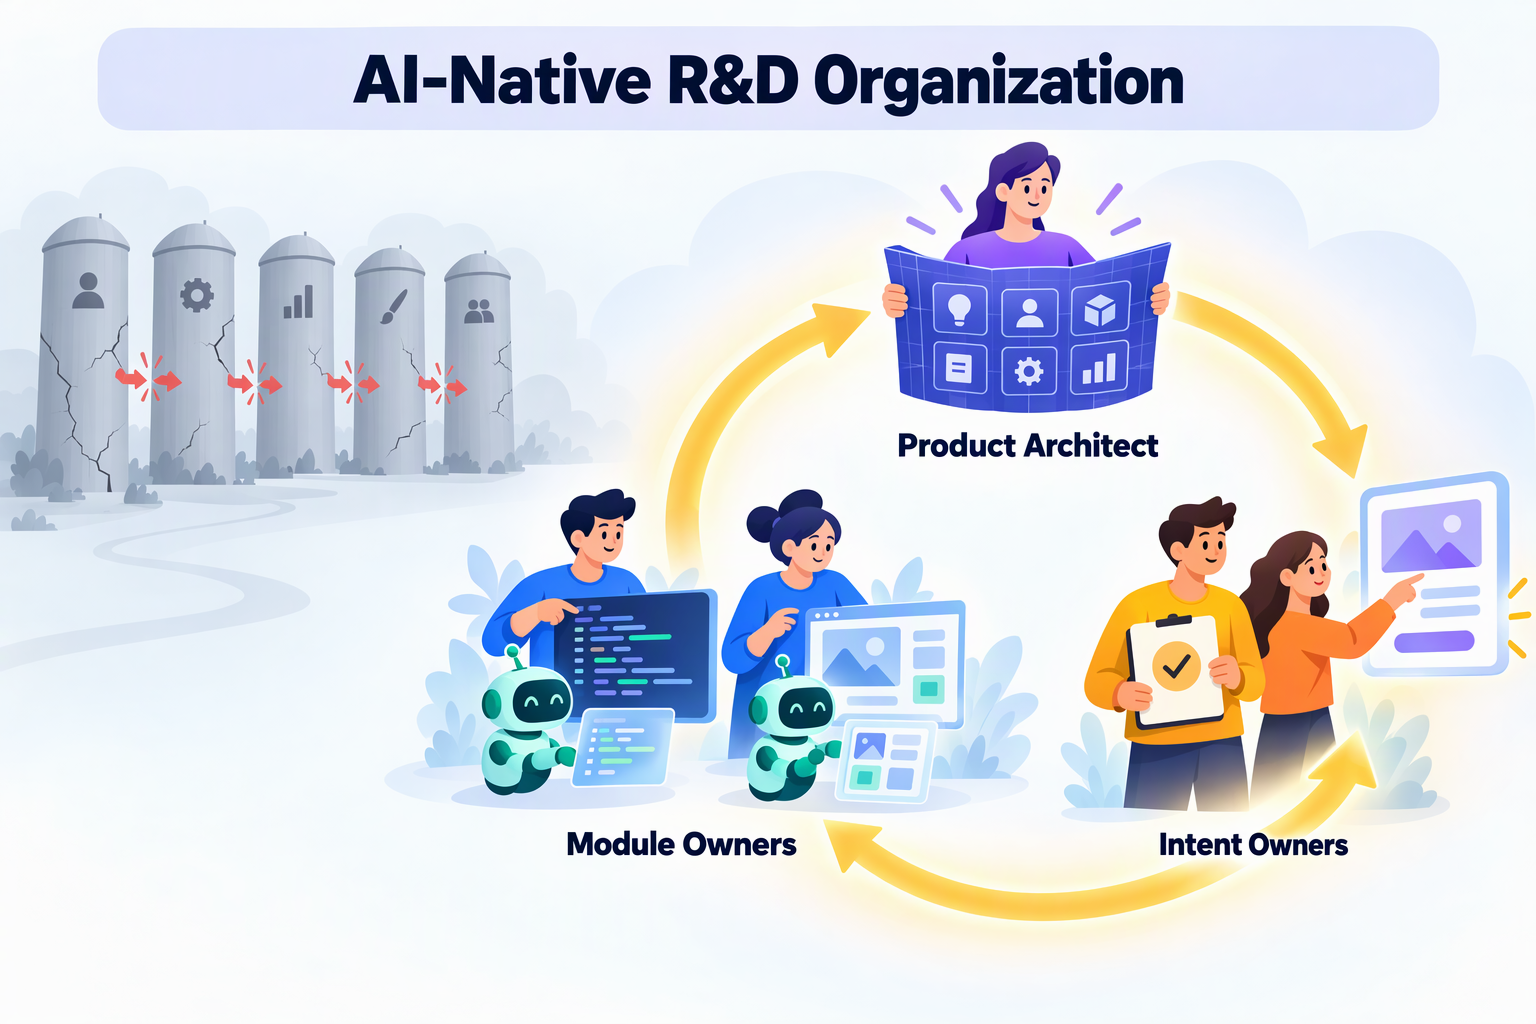 AI-Native R&D Organization
Product Architect
Module Owners
Intent Owners